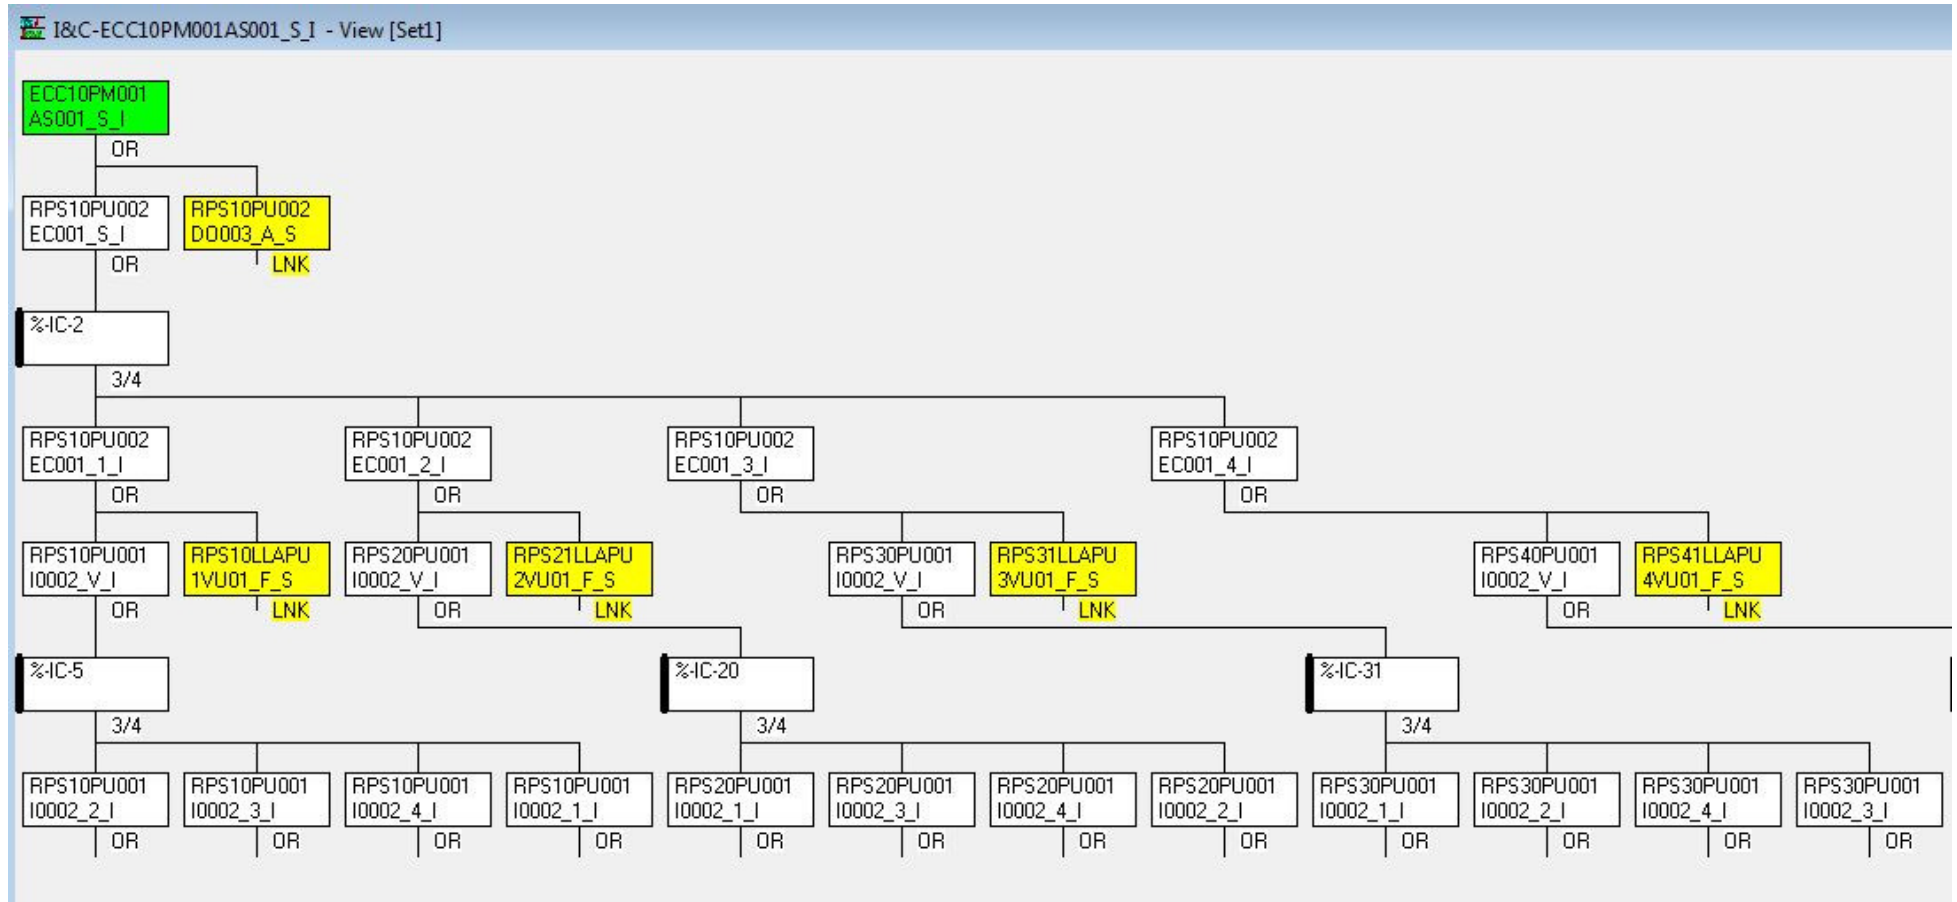 I&C-ECC10PM001AS001_S_I - View [Set1]
ECC10PM001
AS001_S_I
OR
RPS10PU002
EC001_S_I
OR
RPS10PU002
DO003_A_S
LNK
%-IC-2
3/4
RPS10PU002
EC001_1_I
OR
RPS10PU002
EC001_2_I
OR
RPS10PU002
EC001_3_I
OR
RPS10PU002
EC001_4_I
OR
RPS10PU001
I0002_V_I
OR
RPS10LLAPU
1VU01_F_S
LNK
RPS20PU001
I0002_V_I
OR
RPS21LLAPU
2VU01_F_S
LNK
RPS30PU001
I0002_V_I
OR
RPS31LLAPU
3VU01_F_S
LNK
RPS40PU001
I0002_V_I
OR
RPS41LLAPU
4VU01_F_S
LNK
%-IC-5
3/4
%-IC-20
3/4
%-IC-31
3/4
RPS10PU001
I0002_2_I
OR
RPS10PU001
I0002_3_I
OR
RPS10PU001
I0002_4_I
OR
RPS10PU001
I0002_1_I
OR
RPS20PU001
I0002_1_I
OR
RPS20PU001
I0002_3_I
OR
RPS20PU001
I0002_4_I
OR
RPS20PU001
I0002_2_I
OR
RPS30PU001
I0002_1_I
OR
RPS30PU001
I0002_2_I
OR
RPS30PU001
I0002_4_I
OR
RPS30PU001
I0002_3_I
OR